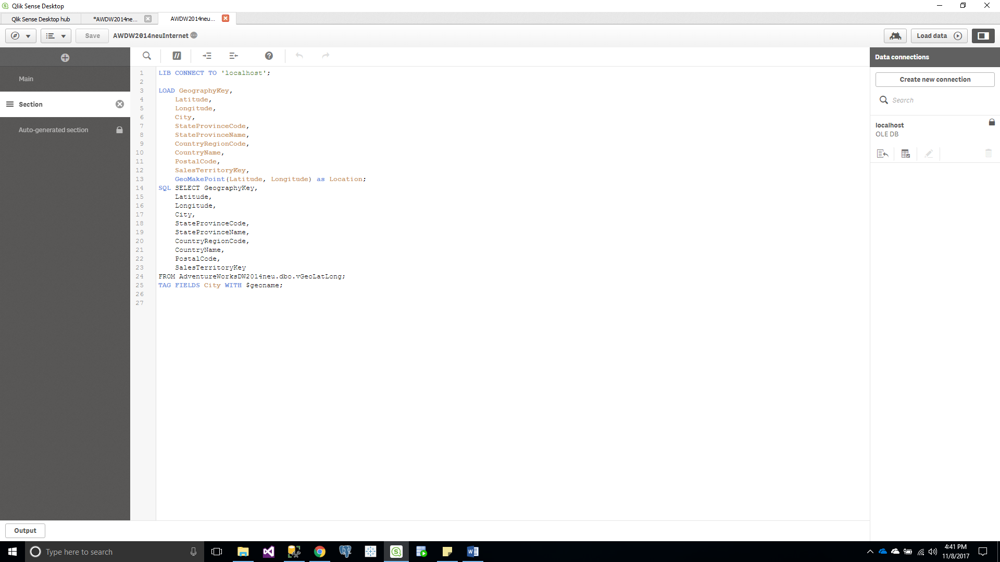 Qlik Sense Desktop
Qlik Sense Desktop hub
*AWDW2014ne...
AWDW2014neu...
Save
AWDW2014neuInternet
Load data
//
?
Data connections
Main
Section
Auto-generated section
Create new connection
Search
localhost
OLE DB
1 LIB CONNECT TO 'localhost';
2
3 LOAD GeographyKey,
4 Latitude,
5 Longitude,
6 City,
7 StateProvinceCode,
8 StateProvinceName,
9 CountryRegionCode,
10 CountryName,
11 PostalCode,
12 SalesTerritoryKey,
13 GeoMakePoint(Latitude, Longitude) as Location;
14 SQL SELECT GeographyKey,
15 Latitude,
16 Longitude,
17 City,
18 StateProvinceCode,
19 StateProvinceName,
20 CountryRegionCode,
21 CountryName,
22 PostalCode,
23 SalesTerritoryKey
24 FROM AdventureWorksDW2014neu.dbo.vGeoLatLong;
25 TAG FIELDS City WITH $geoname;
26
27
Output
Type here to search
4:41 PM
11/8/2017